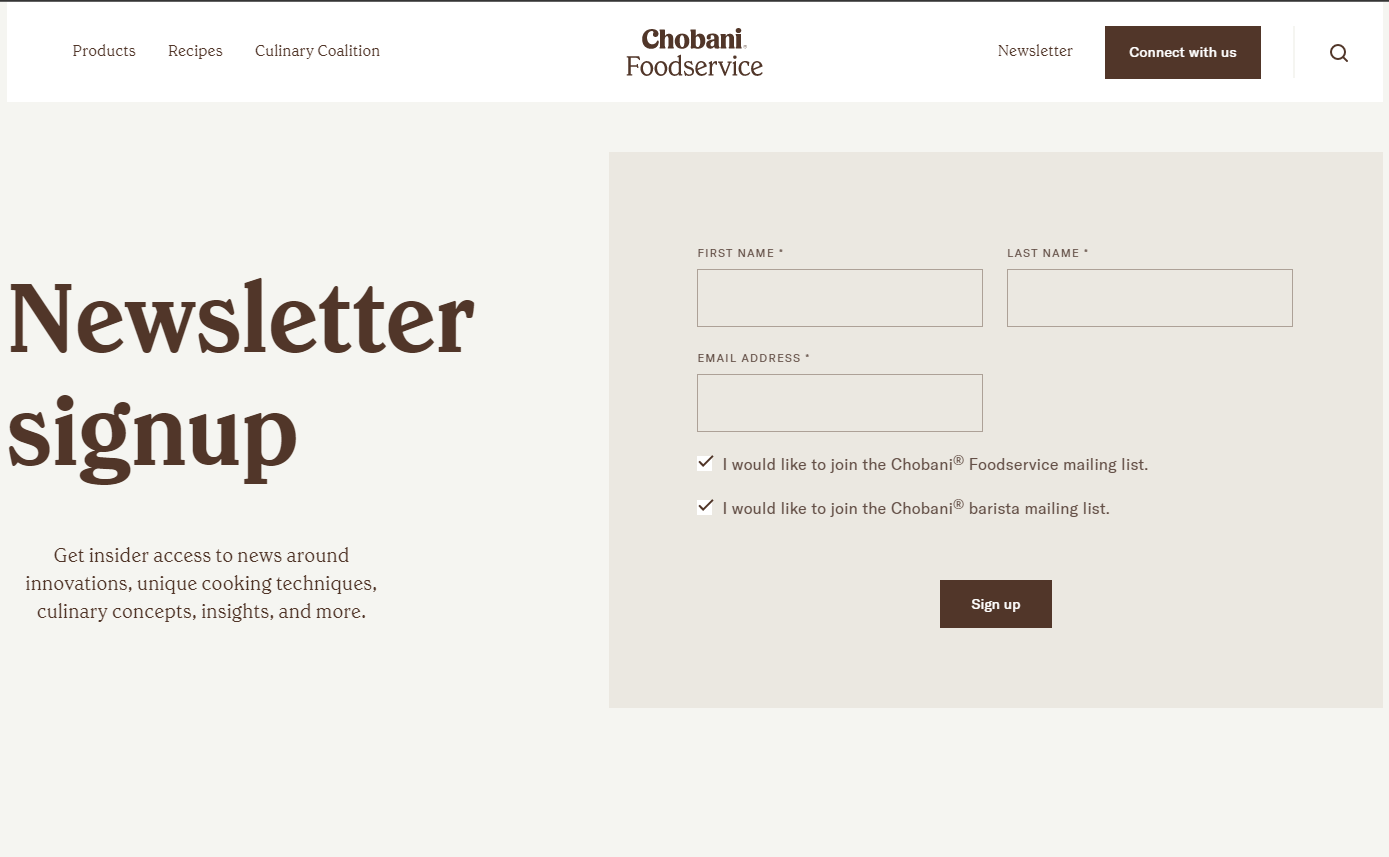 Products Recipes Culinary Coalition
Chobani®
Foodservice
Newsletter Connect with us
Newsletter
signup
Get insider access to news around
innovations, unique cooking techniques,
culinary concepts, insights, and more.
FIRST NAME * LAST NAME *
EMAIL ADDRESS *
I would like to join the Chobani® Foodservice mailing list.
I would like to join the Chobani® barista mailing list.
Sign up